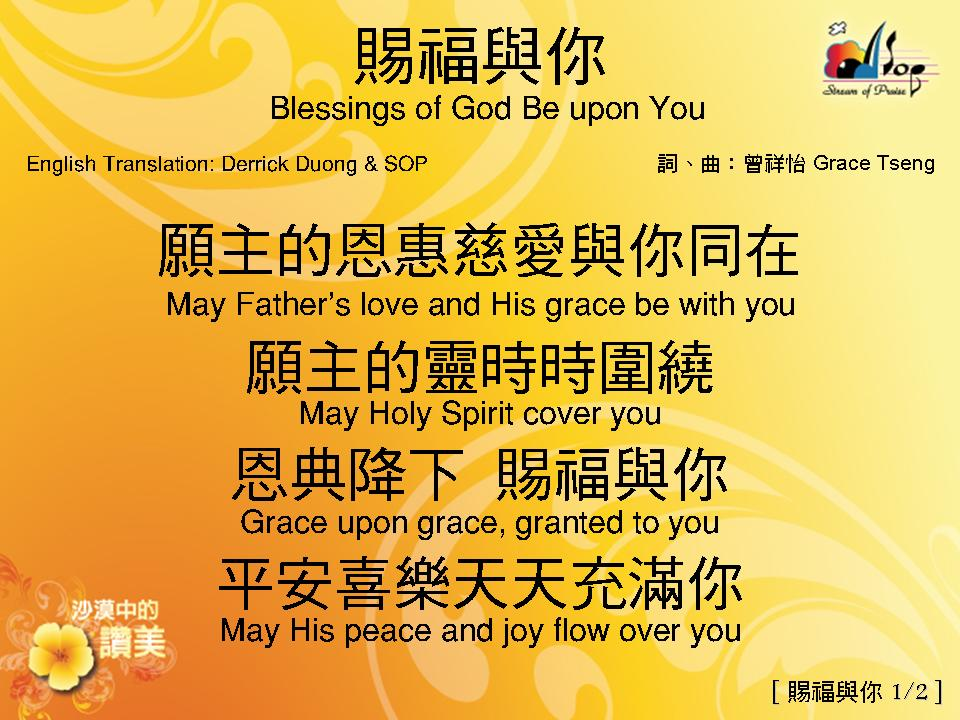 賜福與你
Blessings of God Be upon You
SOP
Stream of Praise
English Translation: Derrick Duong & SOP
詞、曲：曾祥怡 Grace Tseng
願主的恩惠慈愛與你同在
May Father's love and His grace be with you
願主的靈時時圍繞
May Holy Spirit cover you
恩典降下 賜福與你
Grace upon grace, granted to you
平安喜樂天天充滿你
May His peace and joy flow over you
沙漠中的
讚美
[ 賜福與你 1/2 ]